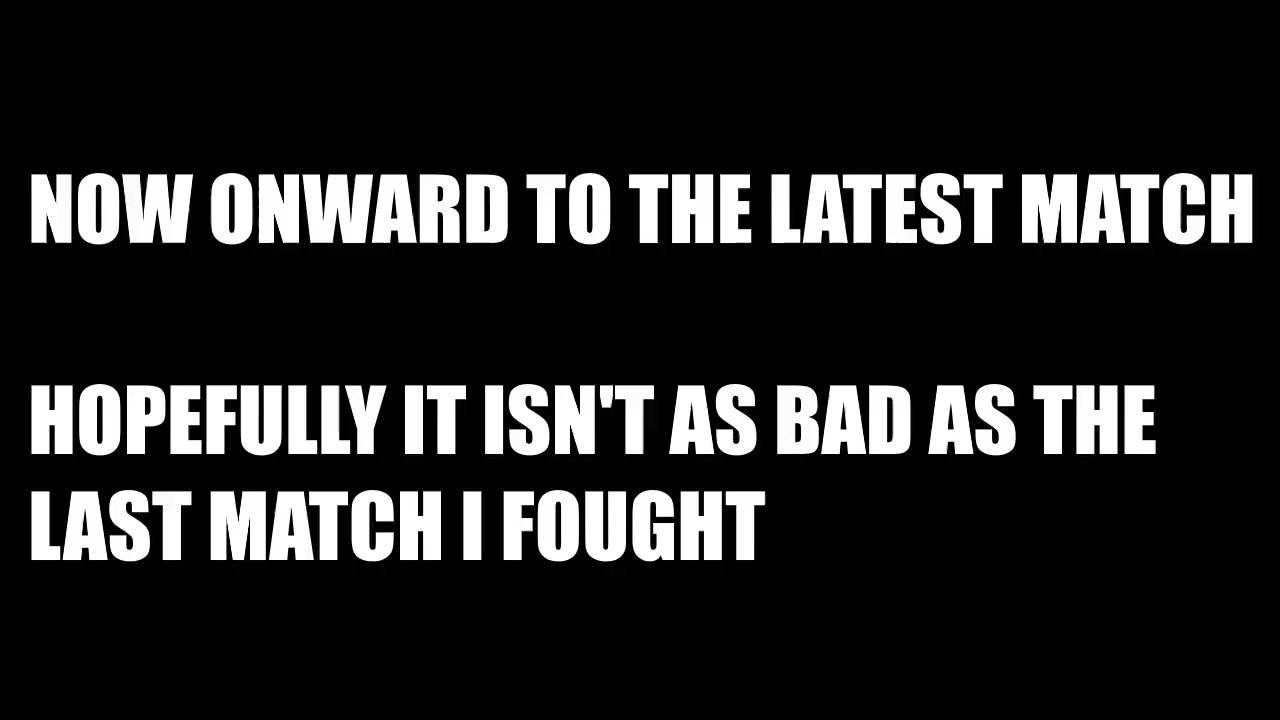 NOW ONWARD TO THE LATEST MATCH
HOPEFULLY IT ISN'T AS BAD AS THE
LAST MATCH I FOUGHT